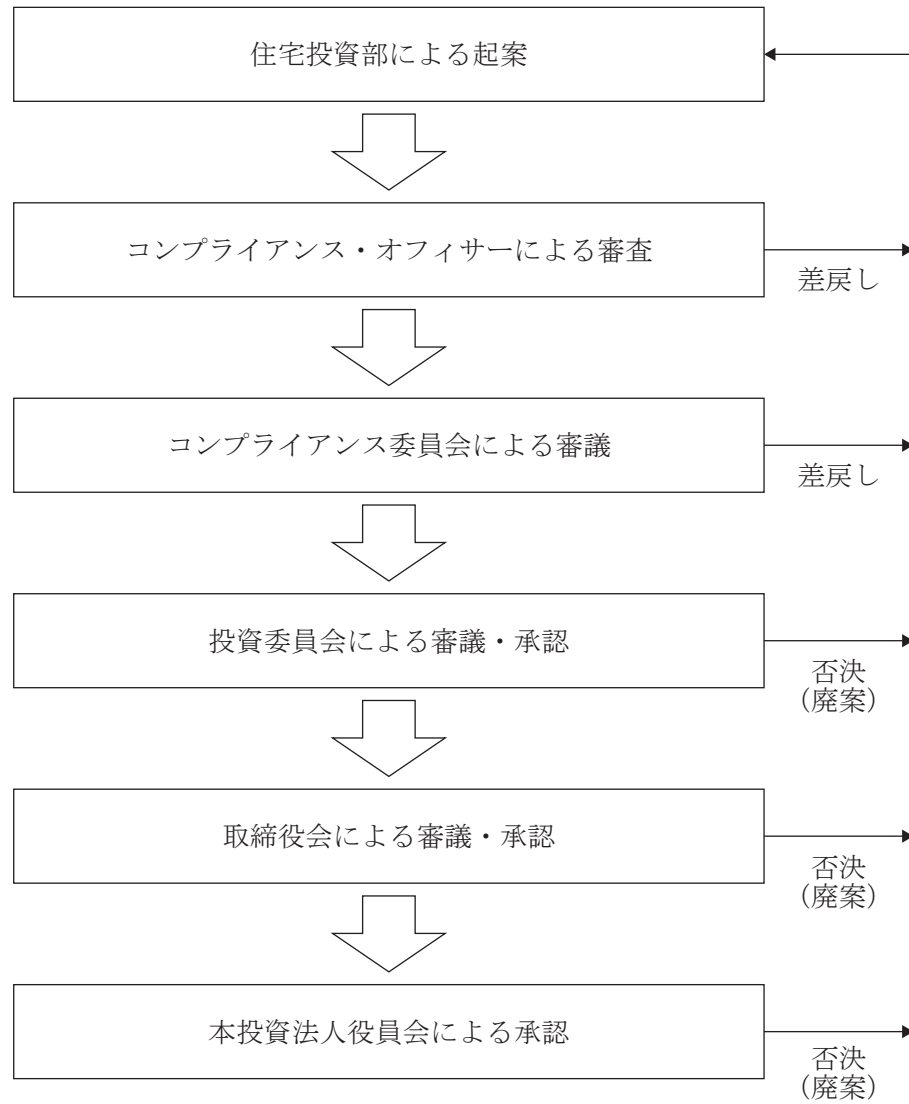 住宅投資部による起案
コンプライアンス・オフィサーによる審査
差戻し
コンプライアンス委員会による審議
差戻し
投資委員会による審議・承認
否決
（廃案）
取締役会による審議・承認
否決
（廃案）
本投資法人役員会による承認
否決
（廃案）